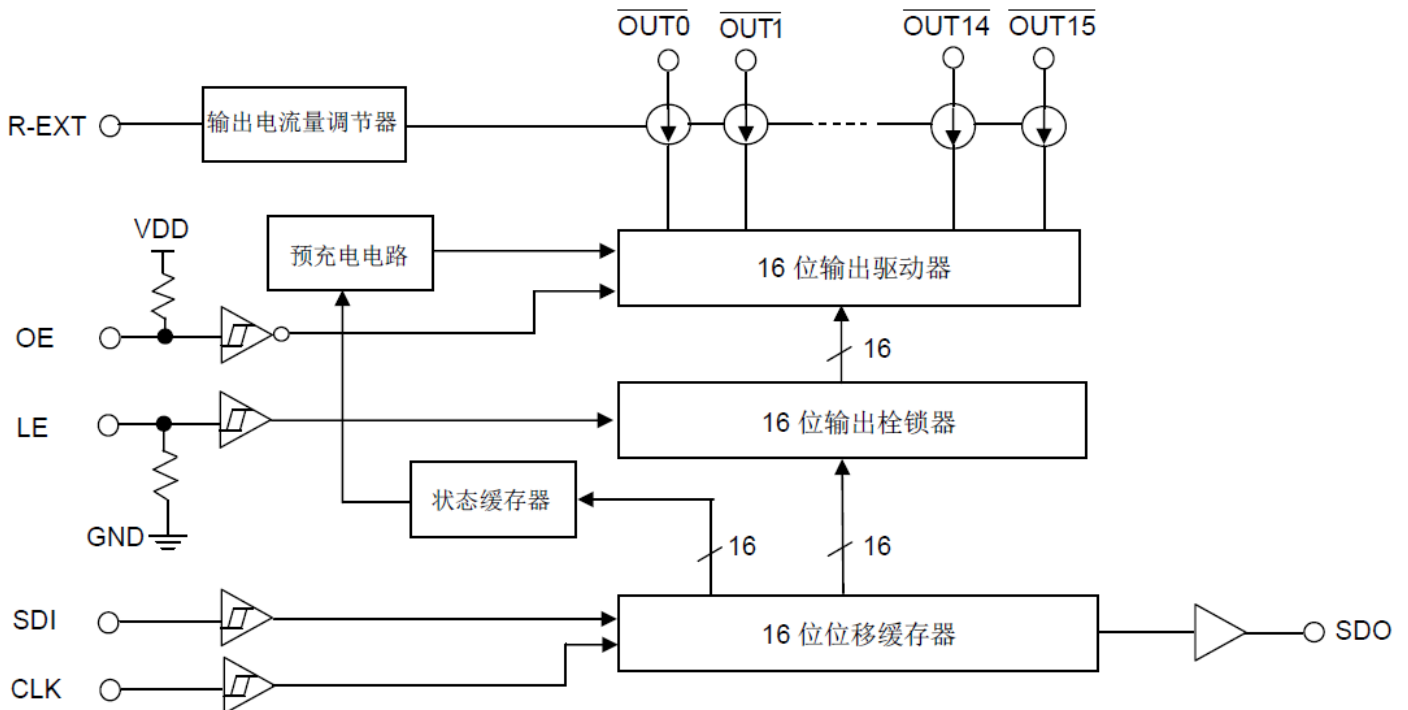 OUT0
OUT1
OUT14
OUT15
R-EXT
输出电流量调节器
VDD
预充电电路
16 位输出驱动器
OE
16
LE
16 位输出栓锁器
状态缓存器
GND
16
16
SDI
16 位位移缓存器
SDO
CLK